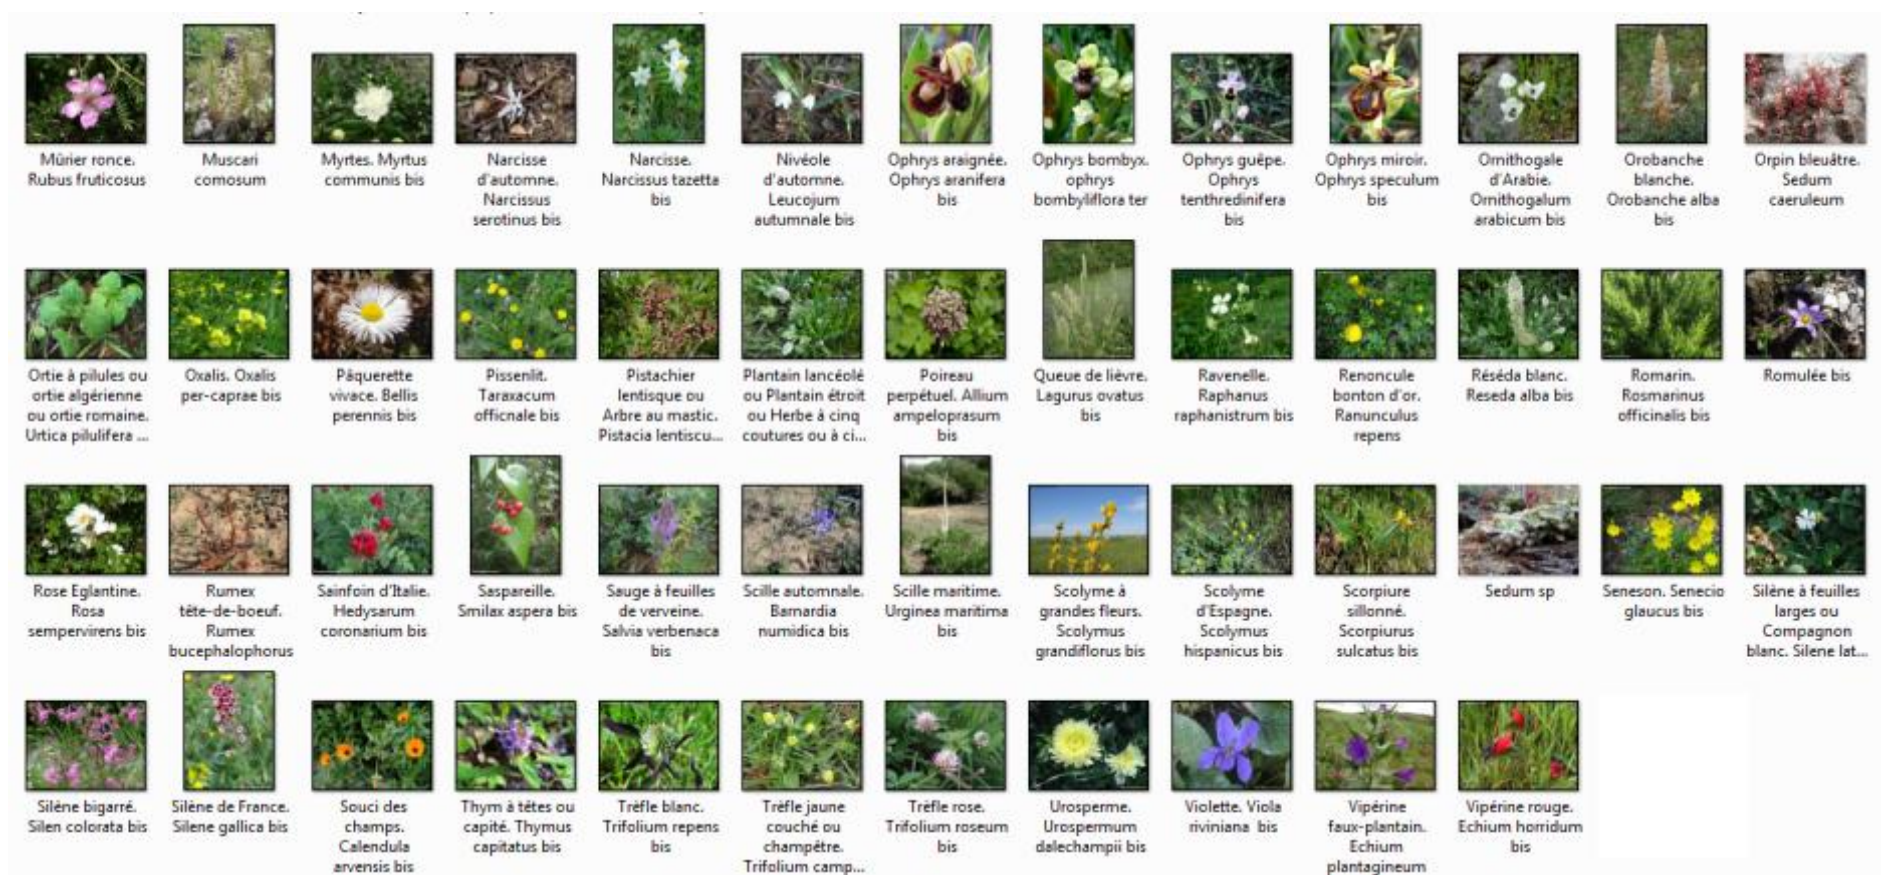 Mûrier ronce.
Rubus fruticosus
Muscari
comosum
Myrtes. Myrtus
communis bis
Narcisse
d'automne.
Narcissus
serotinus bis
Narcisse.
Narcissus tazetta
bis
Nivéole
d'automne.
Leucojum
autumnale bis
Ophrys araignée.
Ophrys aranifera
bis
Ophrys bombyx.
ophrys
bombyliflora ter
Ophrys guêpe.
Ophrys
tenthredinifera
bis
Ophrys miroir.
Ophrys speculum
bis
Ornithogale
d'Arabie.
Ornithogalum
arabicum bis
Orobanche
blanche.
Orobanche alba
bis
Orpin bleuâtre.
Sedum
caeruleum
Ortie à pilules ou
ortie algérienne
ou ortie romaine.
Urtica pilulifera ...
Oxalis. Oxalis
per-caprae bis
Pâquerette
vivace. Bellis
perennis bis
Pissenlit.
Taraxacum
officnale bis
Pistachier
lentisque ou
Arbre au mastic.
Pistacia lentiscu...
Plantain lancéolé
ou Plantain étroit
ou Herbe à cinq
coutures ou à ci...
Poireau
perpétuel. Allium
ampeloprasum
bis
Queue de lièvre.
Lagurus ovatus
bis
Ravenelle.
Raphanus
raphanistrum bis
Renoncule
bonton d'or.
Ranunculus
repens
Réséda blanc.
Reseda alba bis
Romarin.
Rosmarinus
officinalis bis
Romulée bis
Rose Eglantine.
Rosa
sempervirens bis
Rumex
tête-de-boeuf.
Rumex
bucephalophorus
Sainfoin d'Italie.
Hedysarum
coronarium bis
Saspareille.
Smilax aspera bis
Sauge à feuilles
de verveine.
Salvia verbenaca
bis
Scille automnale.
Barnardia
numidica bis
Scille maritime.
Urginea maritima
bis
Scolyme à
grandes fleurs.
Scolymus
grandiflorus bis
Scolyme
d'Espagne.
Scolymus
hispanicus bis
Scorpiure
sillonné.
Scorpiurus
sulcatus bis
Sedum sp
Seneson. Senecio
glaucus bis
Silène à feuilles
larges ou
Compagnon
blanc. Silene lat...
Silène bigarré.
Silen colorata bis
Silène de France.
Silene gallica bis
Souci des
champs.
Calendula
arvensis bis
Thym à têtes ou
capité. Thymus
capitatus bis
Trèfle blanc.
Trifolium repens
bis
Trèfle jaune
couché ou
champêtre.
Trifolium camp...
Trèfle rose.
Trifolium roseum
bis
Urosperme.
Urospermum
dalechampii bis
Violette. Viola
riviniana bis
Vipérine
faux-plantain.
Echium
plantagineum
Vipérine rouge.
Echium horridum
bis